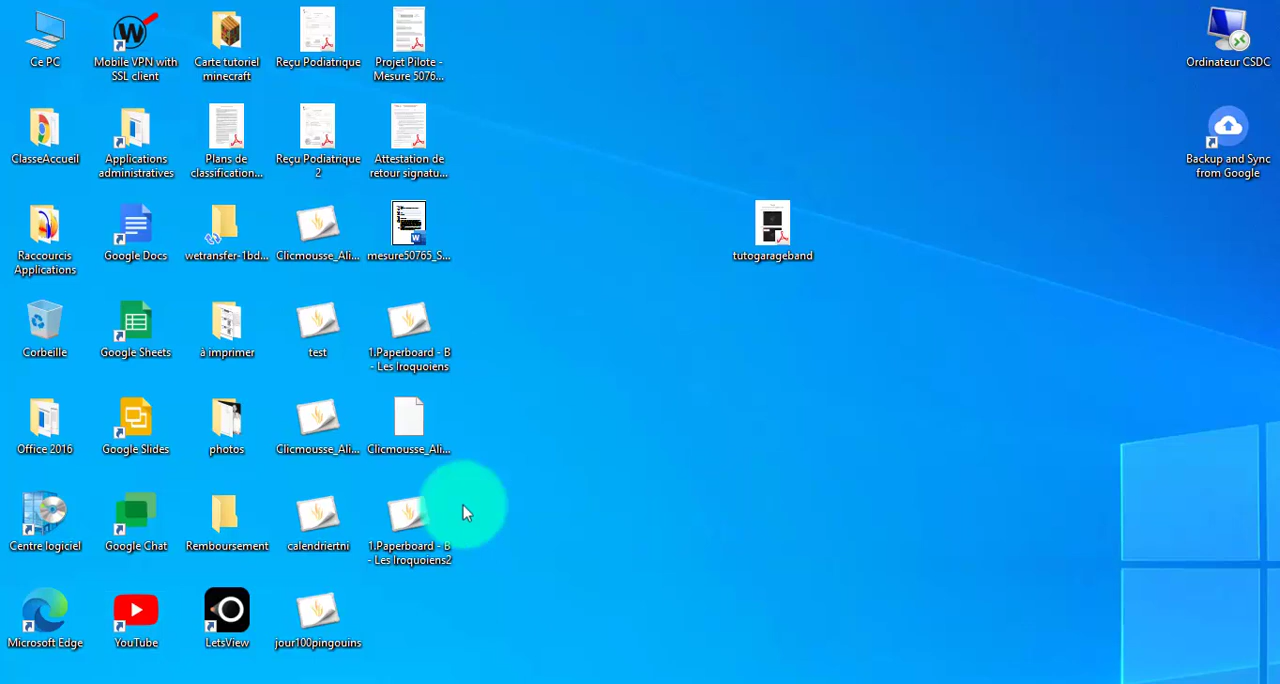 Ce PC
Mobile VPN with
SSL client
Carte tutoriel
minecraft
Reçu Podiatrique
Projet Pilote -
Mesure 5076...
Ordinateur CSDC
ClasseAccueil
Applications
administratives
Plans de
classification...
Reçu Podiatrique
2
Attestation de
retour signatu...
Backup and Sync
from Google
Raccourcis
Applications
Google Docs
wetransfer-1bd...
Clicmousse_Ali...
mesure50765_S...
tutogarageband
Corbeille
Google Sheets
à imprimer
test
1.Paperboard - B
- Les Iroquoiens
Office 2016
Google Slides
photos
Clicmousse_Ali...
Clicmousse_Ali...
Centre logiciel
Google Chat
Remboursement
calendriertni
1.Paperboard - B
- Les Iroquoiens2
Microsoft Edge
YouTube
LetsView
jour100pingouins